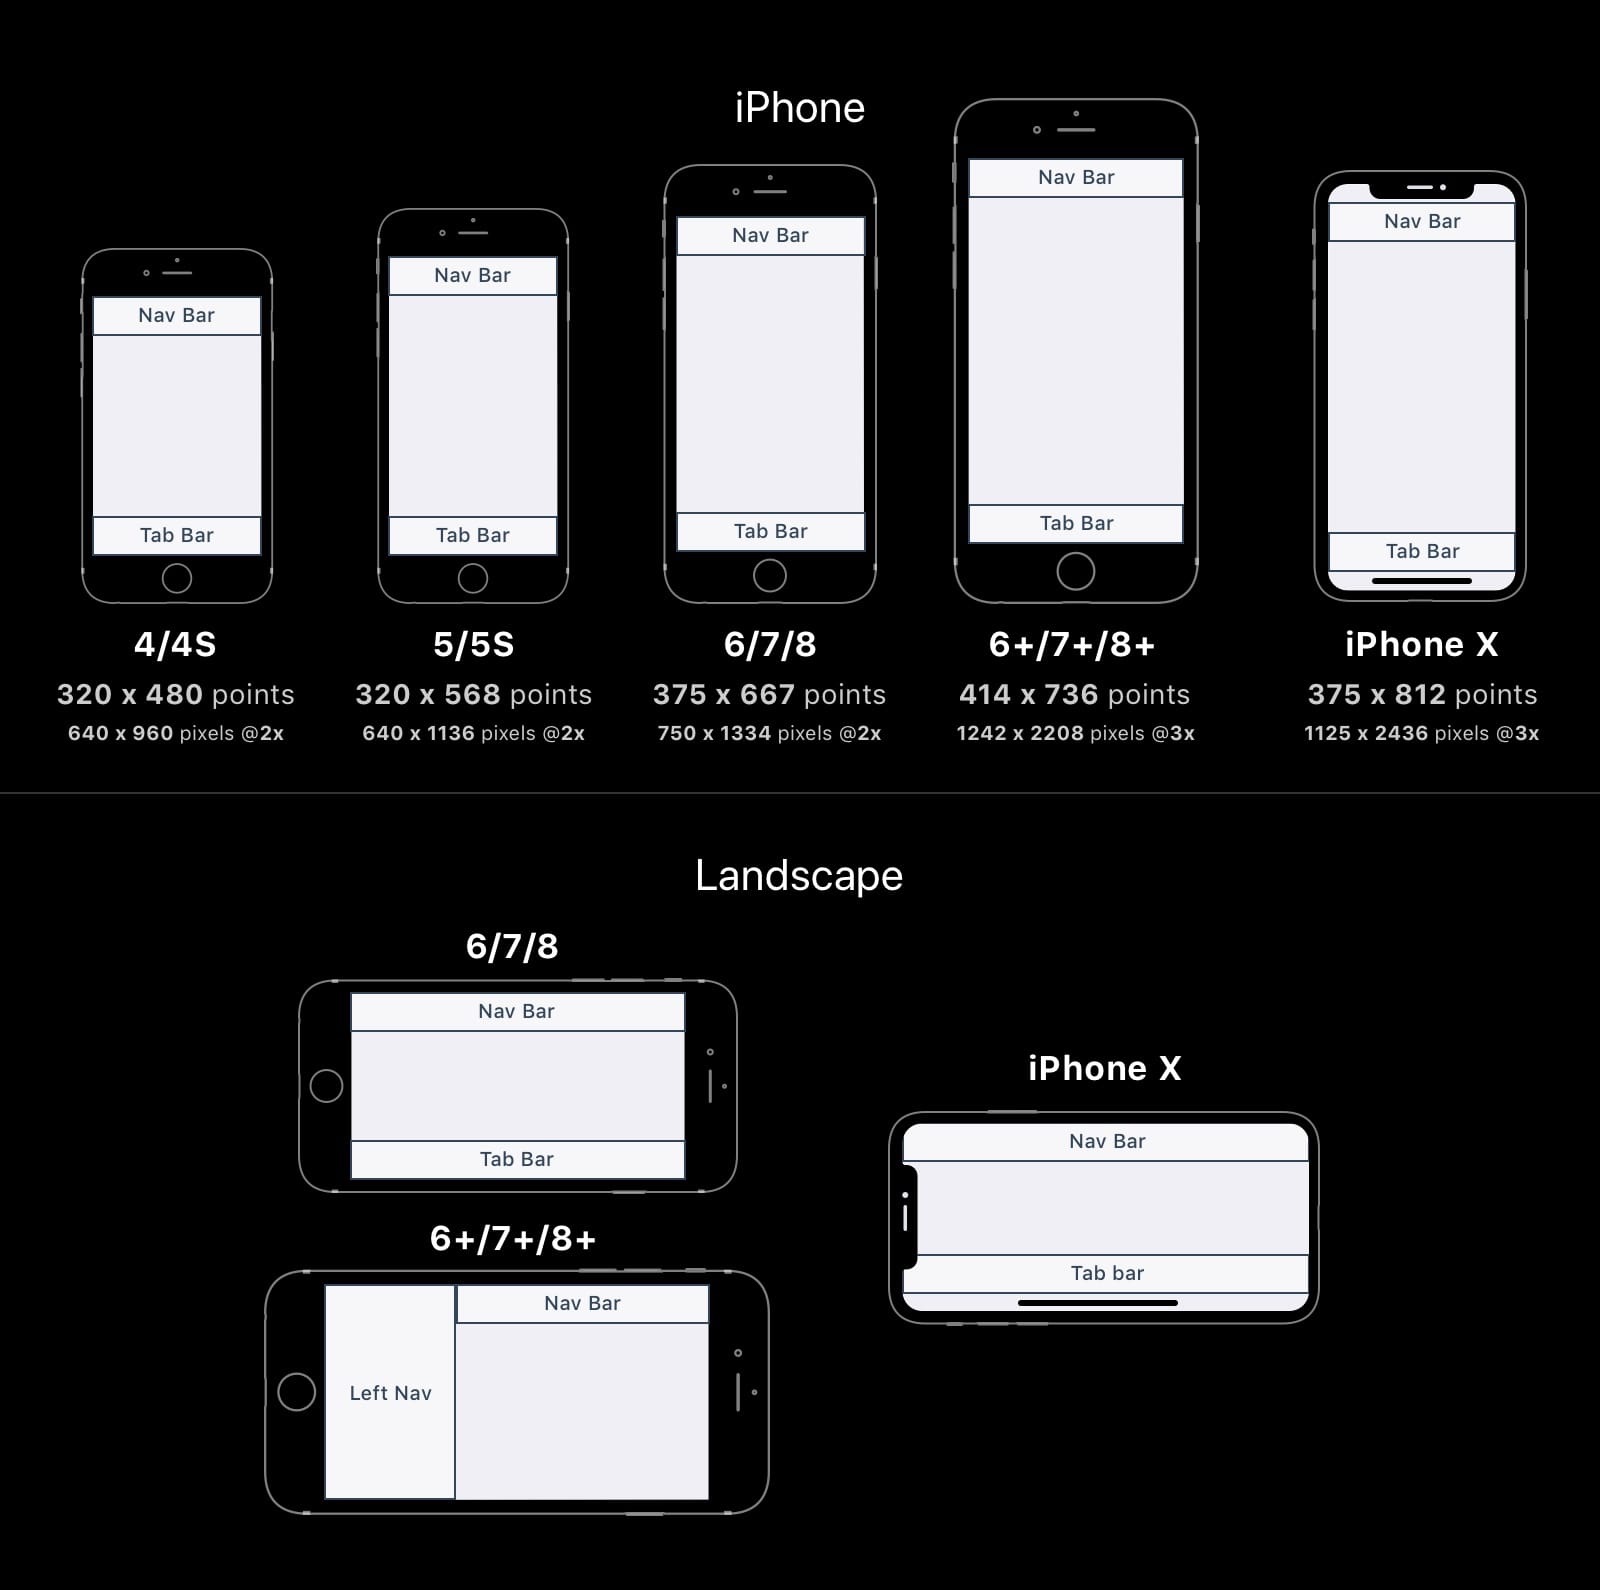 iPhone
Nav Bar
Tab Bar
4/4S
320 x 480 points
640 x 960 pixels @2x
Nav Bar
Tab Bar
5/5S
320 x 568 points
640 x 1136 pixels @2x
Nav Bar
Tab Bar
6/7/8
375 x 667 points
750 x 1334 pixels @2x
Nav Bar
Tab Bar
6+/7+/8+
414 x 736 points
1242 x 2208 pixels @3x
Nav Bar
Tab Bar
iPhone X
375 x 812 points
1125 x 2436 pixels @3x
Landscape
6/7/8
Nav Bar
Tab Bar
6+/7+/8+
Left Nav
Nav Bar
iPhone X
Nav Bar
Tab bar